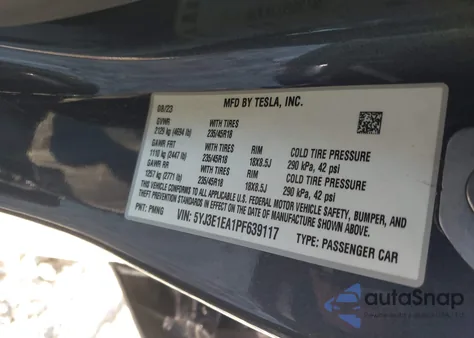 MFD BY TESLA, INC.
08/23
GVWR
2129 kg (4694 lb)
WITH TIRES
235/45R18
GAWR FRT
1110 kg (2447 lb)
WITH TIRES
235/45R18
RIM
18X8.5J
COLD TIRE PRESSURE
290 kPa, 42 psi
GAWR RR
1257 kg (2771 lb)
WITH TIRES
235/45R18
RIM
18X8.5J
COLD TIRE PRESSURE
290 kPa, 42 psi
THIS VEHICLE CONFORMS TO ALL APPLICABLE U.S. FEDERAL MOTOR VEHICLE SAFETY, BUMPER, AND
THEFT PREVENTION STANDARDS IN EFFECT ON THE DATE OF MANUFACTURE SHOWN ABOVE.
PNT: PMNG
VIN: 5YJ3E1EA1PF639117
TYPE: PASSENGER CAR
autoSnap